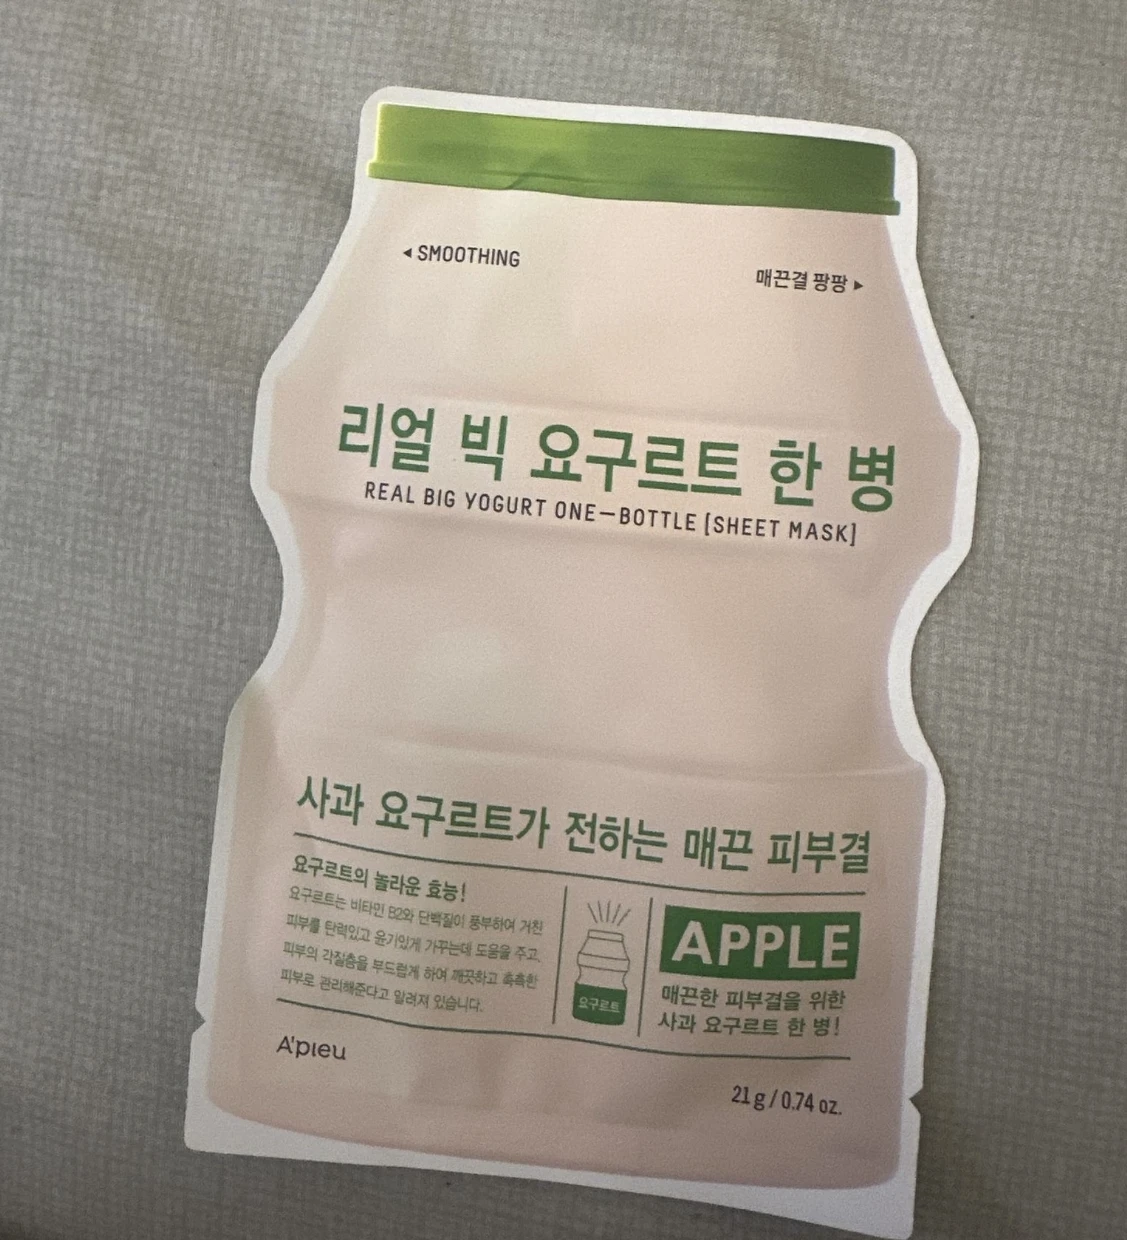 ◀ SMOOTHING
매끈결 팡팡 ▶
리얼 빅 요구르트 한 병
REAL BIG YOGURT ONE—BOTTLE [SHEET MASK]
사과 요구르트가 전하는 매끈 피부결
요구르트의 놀라운 효능!
요구르트는 비타민 B2와 단백질이 풍부하여 거친
피부를 탄력있고 윤기있게 가꾸는데 도움을 주고,
피부의 각질층을 부드럽게 하여 깨끗하고 촉촉한
피부로 관리해준다고 알려져 있습니다.
요구르트
APPLE
매끈한 피부결을 위한
사과 요구르트 한 병!
A'pieu
21 g / 0.74 oz.